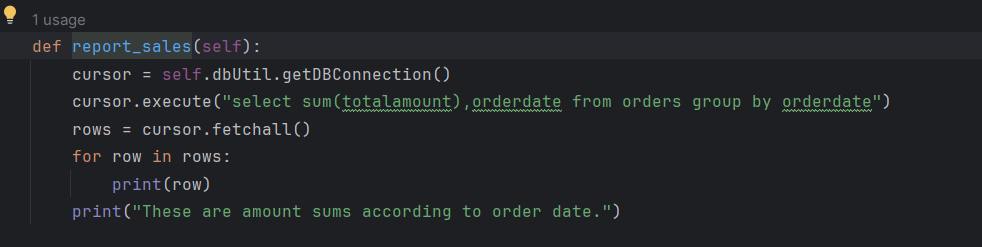 1 usage
def report_sales(self):
cursor = self.dbUtil.getDBConnection()
cursor.execute("select sum(totalamount),orderdate from orders group by orderdate")
rows = cursor.fetchall()
for row in rows:
print(row)
print("These are amount sums according to order date.")